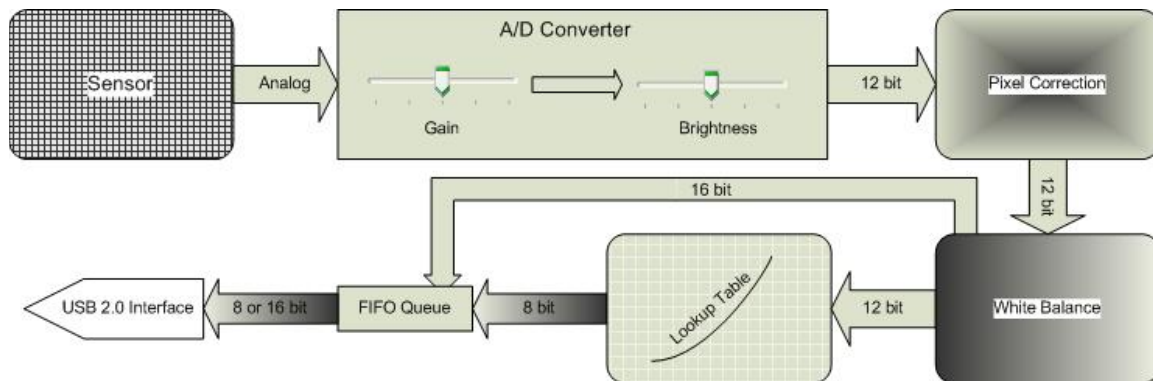 A/D Converter
Sensor
Analog
Gain
Brightness
12 bit
Pixel Correction
12 bit
16 bit
USB 2.0 Interface
8 or 16 bit
FIFO Queue
8 bit
Lookup Table
12 bit
White Balance